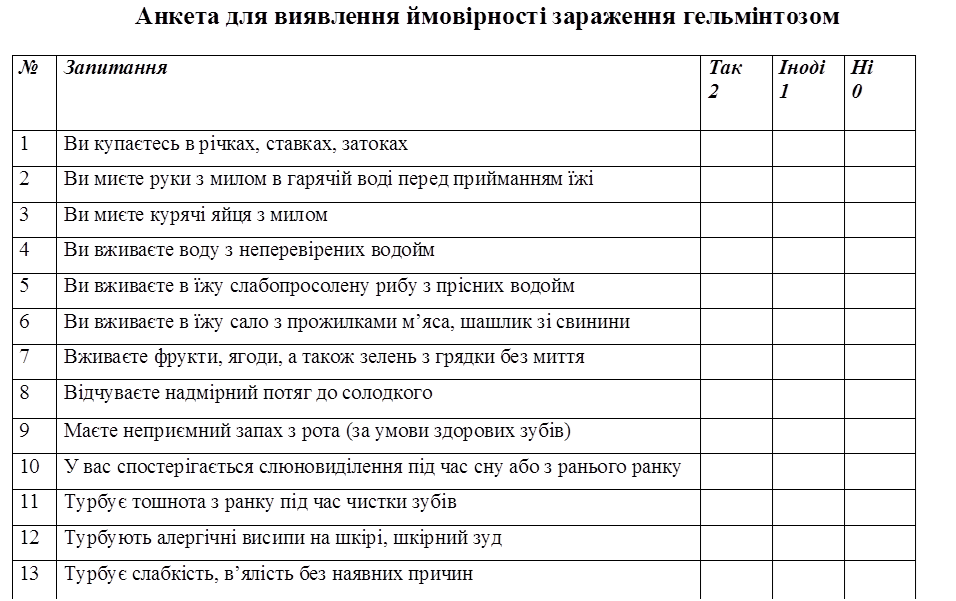 Анкета для виявлення ймовірності зараження гельмінтозом
№ Запитання Так Іноді Ні
2 1 0
1 Ви купаєтесь в річках, ставках, затоках
2 Ви миєте руки з милом в гарячій воді перед прийманням їжі
3 Ви миєте курячі яйця з милом
4 Ви вживаєте воду з неперевірених водойм
5 Ви вживаєте в їжу слабопросолену рибу з прісних водойм
6 Ви вживаєте в їжу сало з прожилками м’яса, шашлик зі свинини
7 Вживаєте фрукти, ягоди, а також зелень з грядки без миття
8 Відчуваєте надмірний потяг до солодкого
9 Маєте неприємний запах з рота (за умови здорових зубів)
10 У вас спостерігається слюновиділення під час сну або з раннього ранку
11 Турбує тошнота з ранку під час чистки зубів
12 Турбують алергічні висипи на шкірі, шкірний зуд
13 Турбує слабкість, в’ялість без наявних причин